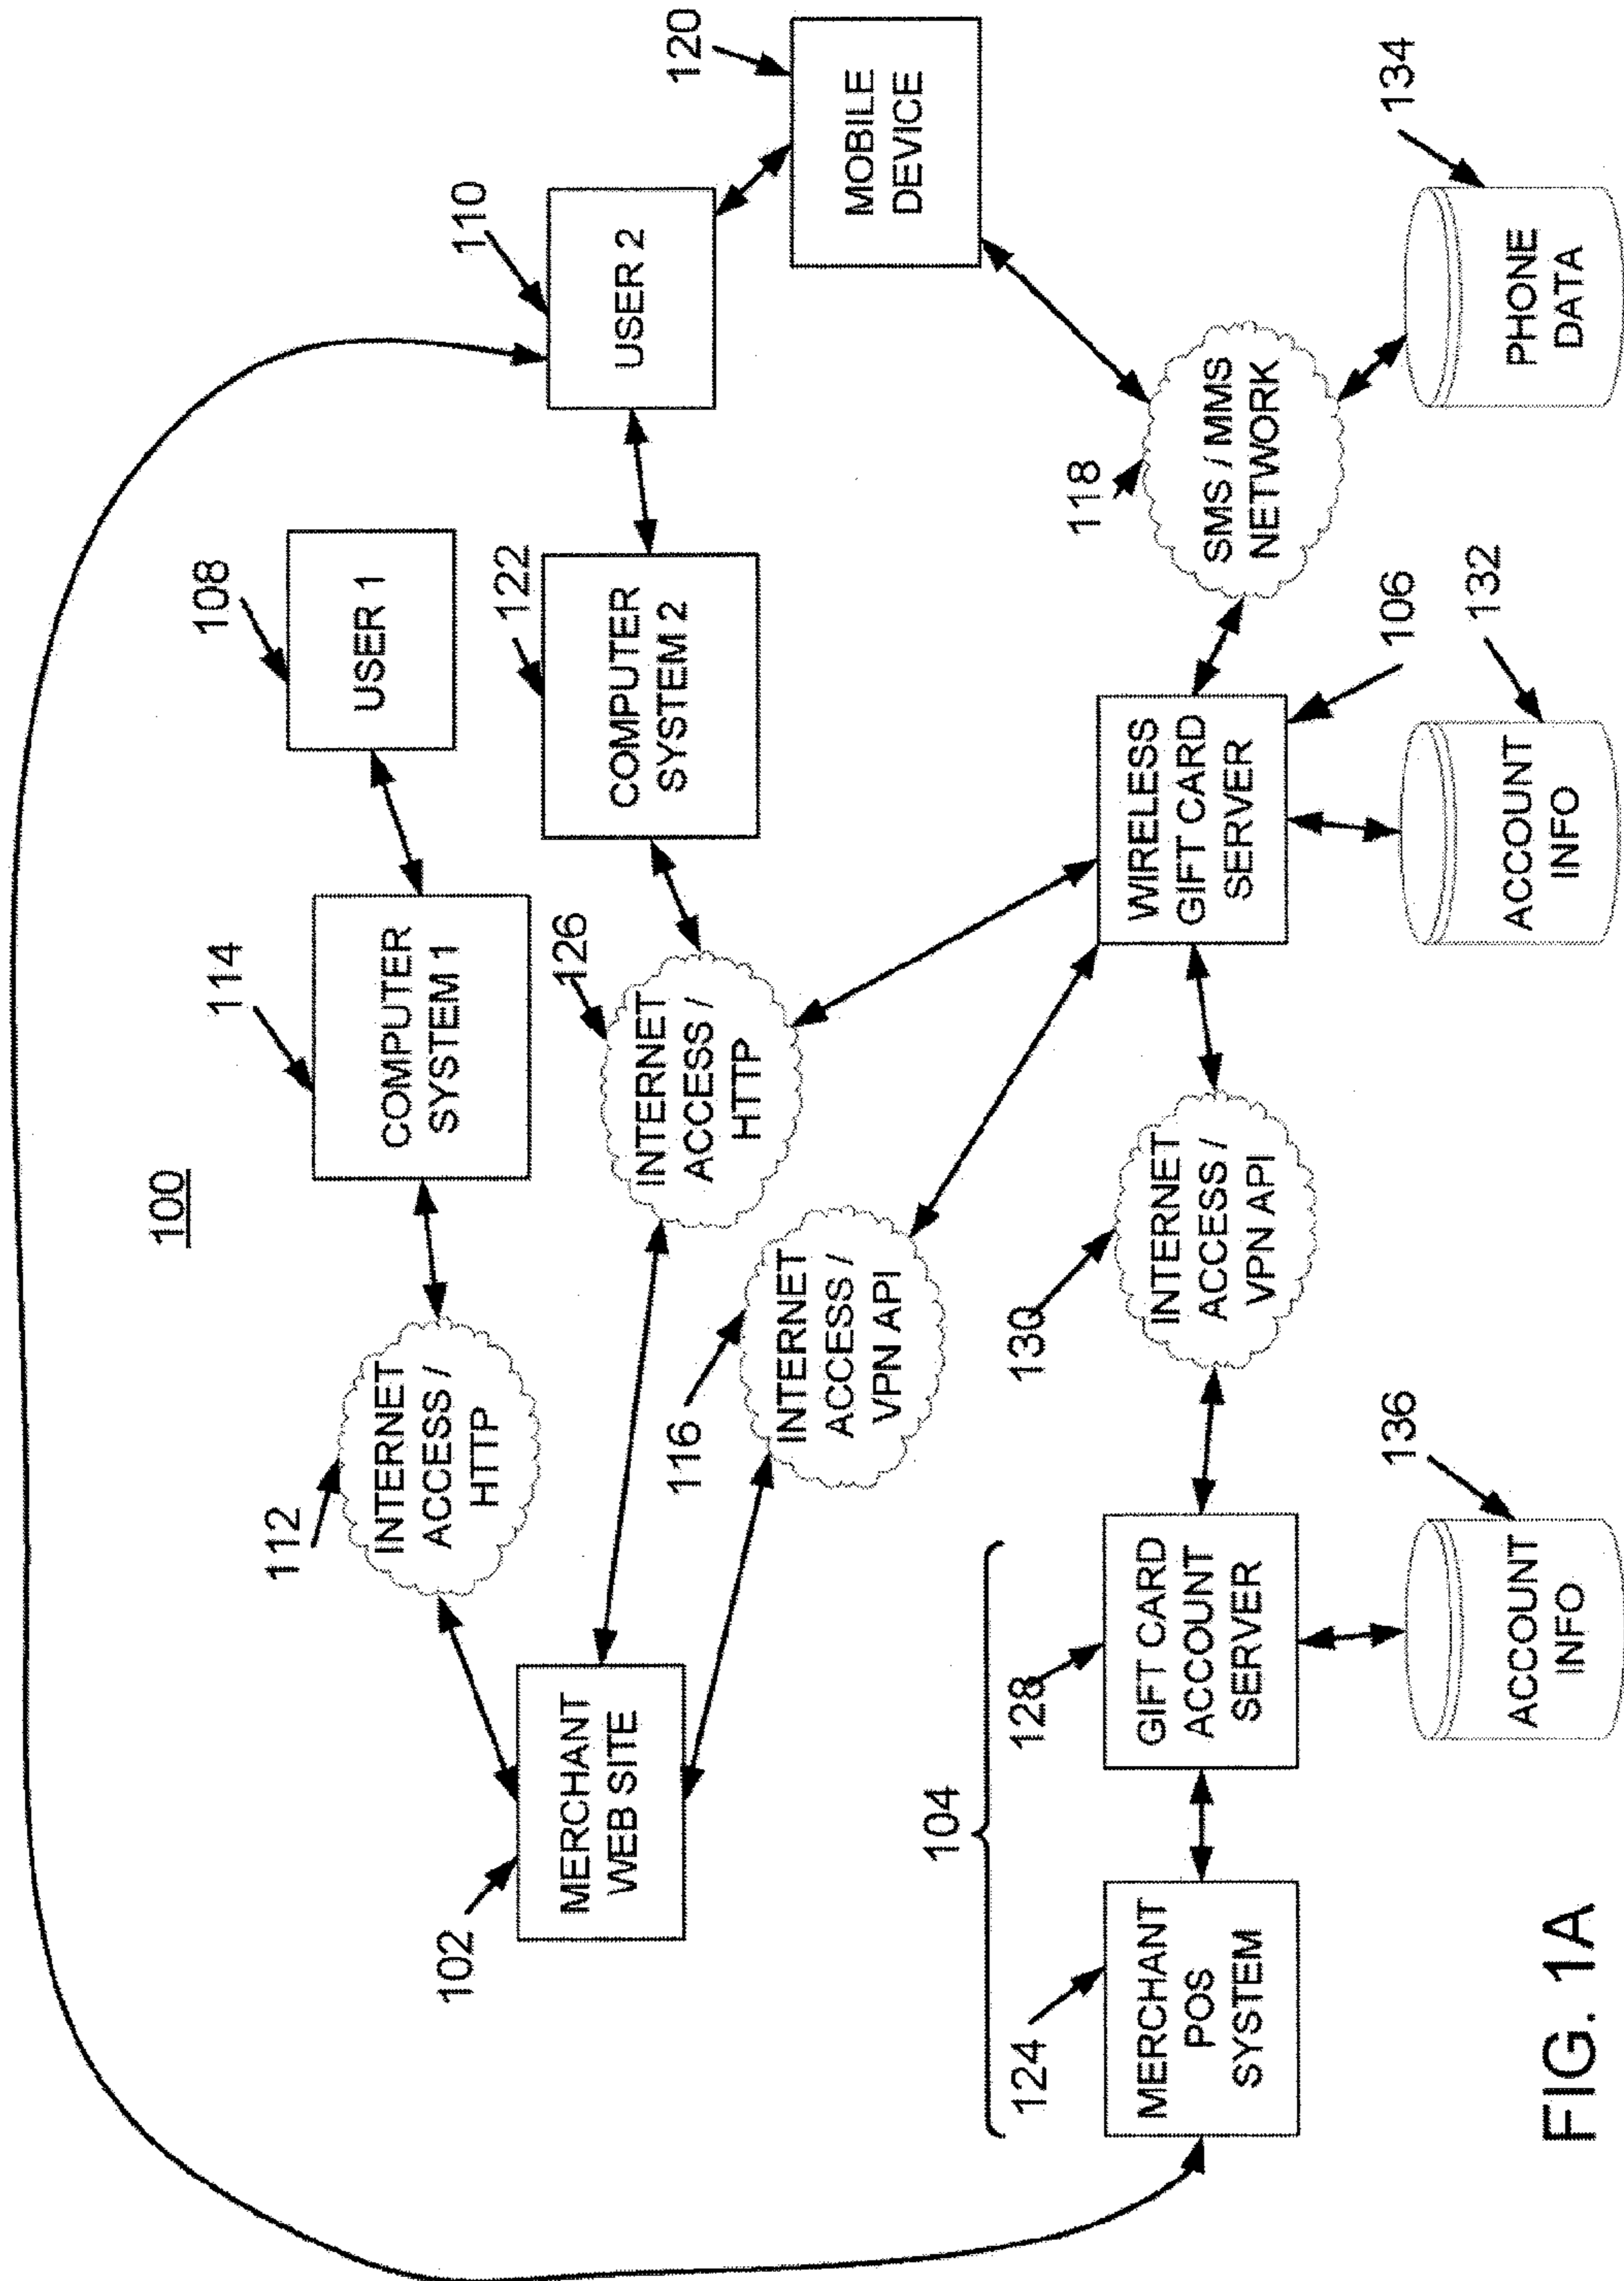 100
108
USER 1
110
USER 2
114
COMPUTER
SYSTEM 1
122
COMPUTER
SYSTEM 2
120
MOBILE
DEVICE
112
INTERNET
ACCESS /
HTTP
126
INTERNET
ACCESS /
HTTP
102
MERCHANT
WEB SITE
116
INTERNET
ACCESS /
VPN API
118
SMS / MMS
NETWORK
104
124
MERCHANT
POS
SYSTEM
128
GIFT CARD
ACCOUNT
SERVER
130
INTERNET
ACCESS /
VPN API
WIRELESS
GIFT CARD
SERVER
106
136
ACCOUNT
INFO
132
ACCOUNT
INFO
134
PHONE
DATA
FIG. 1A